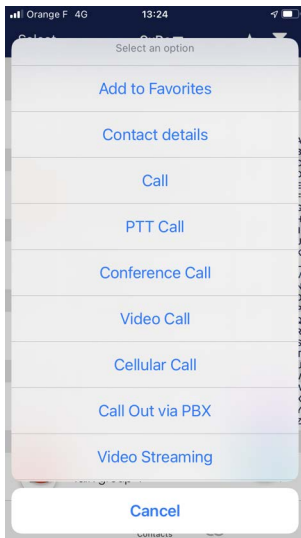 Orange F 4G 13:24
Select an option
Add to Favorites
Contact details
Call
PTT Call
Conference Call
Video Call
Cellular Call
Call Out via PBX
Video Streaming
Cancel
Contacts